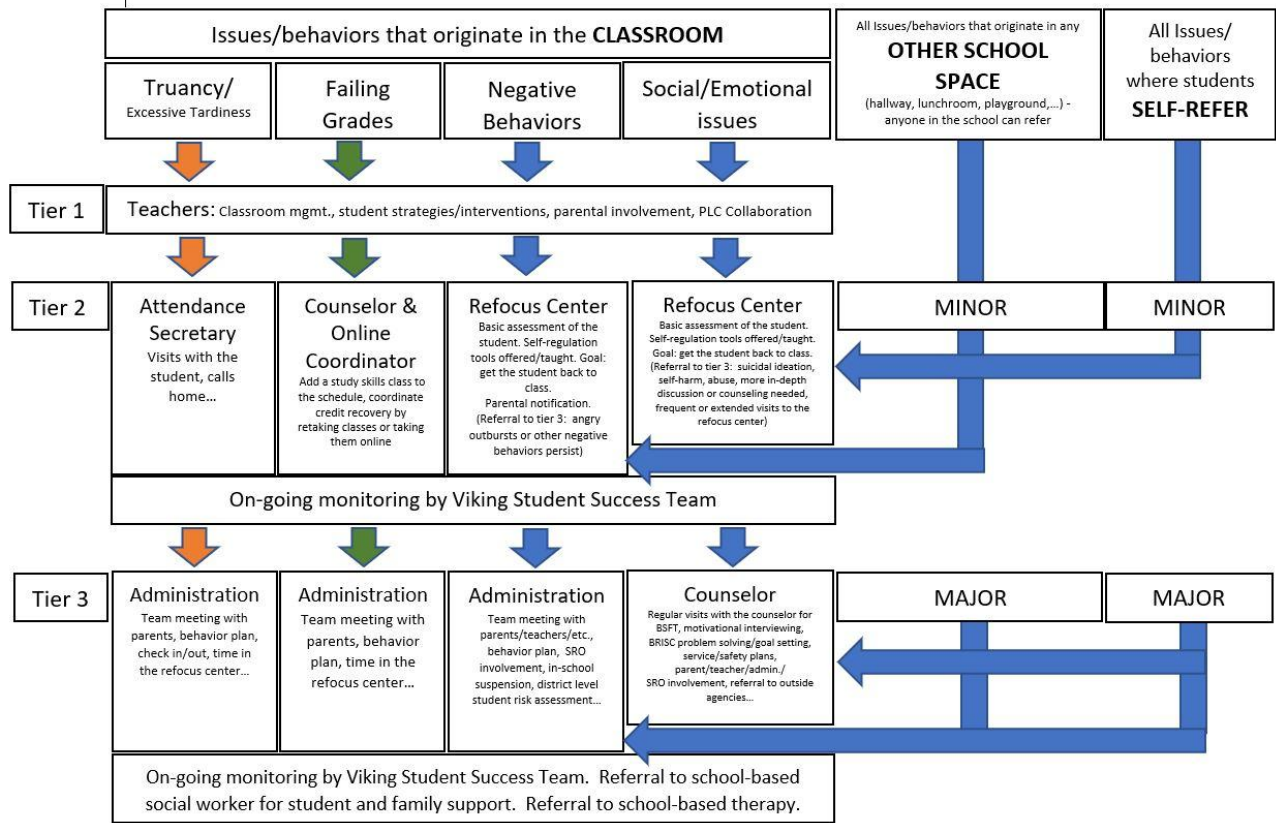 Issues/behaviors that originate in the CLASSROOM
Truancy/
Excessive Tardiness
Failing
Grades
Negative
Behaviors
Social/Emotional
issues
All Issues/behaviors that originate in any
OTHER SCHOOL
SPACE
(hallway, lunchroom, playground,...) -
anyone in the school can refer
All Issues/
behaviors
where students
SELF-REFER
Tier 1
Teachers: Classroom mgmt., student strategies/interventions, parental involvement, PLC Collaboration
Tier 2
Attendance
Secretary
Visits with the
student, calls
home...
Counselor &
Online
Coordinator
Add a study skills class to
the schedule, coordinate
credit recovery by
retaking classes or taking
them online
Refocus Center
Basic assessment of the
student. Self-regulation
tools offered/taught. Goal:
get the student back to
class.
Parental notification.
(Referral to tier 3: angry
outbursts or other negative
behaviors persist)
Refocus Center
Basic assessment of the student.
Self-regulation tools offered/taught.
Goal: get the student back to class.
(Referral to tier 3: suicidal ideation,
self-harm, abuse, more in-depth
discussion or counseling needed,
frequent or extended visits to the
refocus center)
MINOR
MINOR
On-going monitoring by Viking Student Success Team
Tier 3
Administration
Team meeting with
parents, behavior plan,
check in/out, time in
the refocus center...
Administration
Team meeting with
parents, behavior
plan, time in the
refocus center...
Administration
Team meeting with
parents/teachers/etc.,
behavior plan, SRO
involvement, in-school
suspension, district level
student risk assessment...
Counselor
Regular visits with the counselor for
BSFT, motivational interviewing,
BRISC problem solving/goal setting,
service/safety plans,
parent/teacher/admin./
SRO involvement, referral to outside
agencies...
MAJOR
MAJOR
On-going monitoring by Viking Student Success Team. Referral to school-based
social worker for student and family support. Referral to school-based therapy.